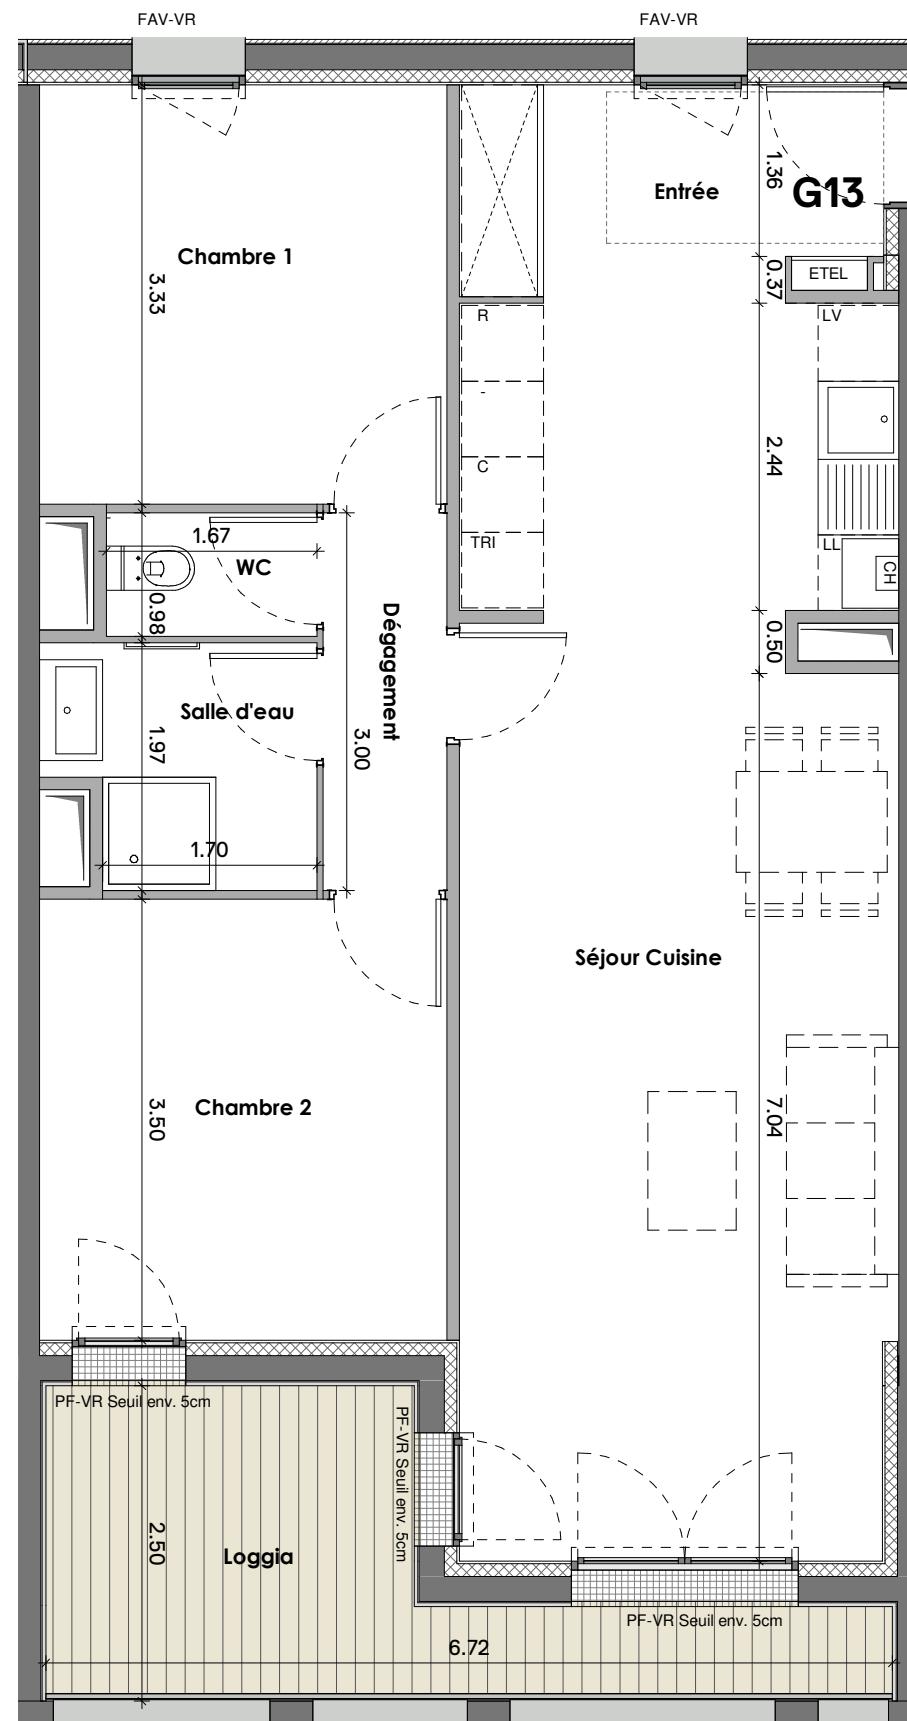 FAV-VR
FAV-VR
1.36
Entrée
G13
Chambre 1
3.33
0.37
ETEL
R
LV
-
2.44
C
TRI
LL
CH
1.67
WC
0.98
Dégagement
0.50
Salle d'eau
1.97
3.00
1.70
Séjour Cuisine
Chambre 2
3.50
7.04
PF-VR Seuil env. 5cm
PF-VR Seuil env. 5cm
2.50
Loggia
PF-VR Seuil env. 5cm
6.72